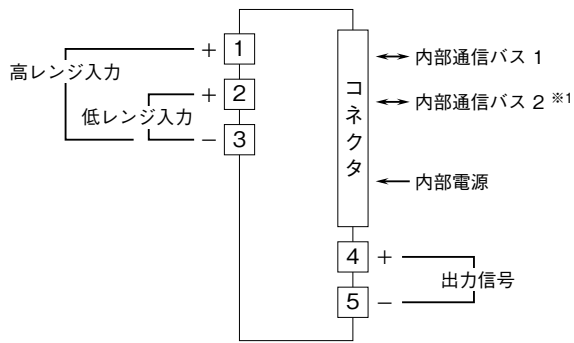 高レンジ入力
+ 1
低レンジ入力
+ 2
− 3
コネクタ
内部通信バス 1
内部通信バス 2 ※1
内部電源
4 +
出力信号
5 −